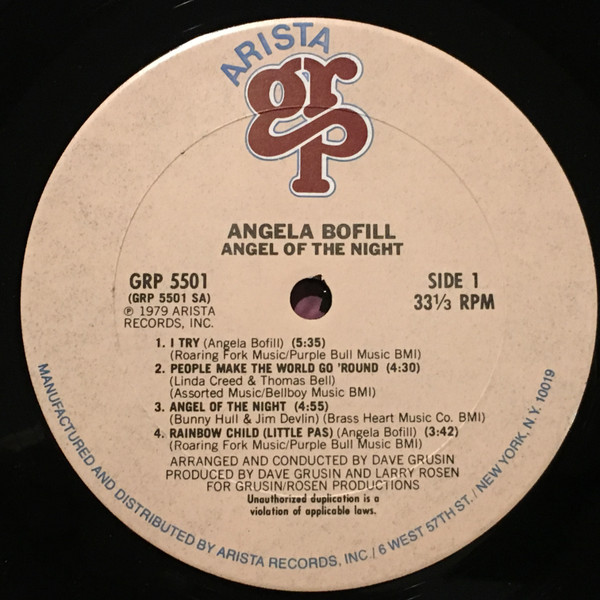 ARISTA
grp
ANGELA BOFILL
ANGEL OF THE NIGHT
GRP 5501
(GRP 5501 SA)
℗ 1979 ARISTA
RECORDS, INC.
SIDE 1
33⅓ RPM
1. I TRY (Angela Bofill) (5:35)
(Roaring Fork Music/Purple Bull Music BMI)
2. PEOPLE MAKE THE WORLD GO 'ROUND (4:30)
(Linda Creed & Thomas Bell)
(Assorted Music/Bellboy Music BMI)
3. ANGEL OF THE NIGHT (4:55)
(Bunny Hull & Jim Devlin) (Brass Heart Music Co. BMI)
4. RAINBOW CHILD (LITTLE PAS) (Angela Bofill) (3:42)
(Roaring Fork Music/Purple Bull Music BMI)
ARRANGED AND CONDUCTED BY DAVE GRUSIN
PRODUCED BY DAVE GRUSIN AND LARRY ROSEN
FOR GRUSIN/ROSEN PRODUCTIONS
Unauthorized duplication is a
violation of applicable laws.
MANUFACTURED AND DISTRIBUTED BY ARISTA RECORDS, INC./6 WEST 57TH ST./NEW YORK, N.Y. 10019